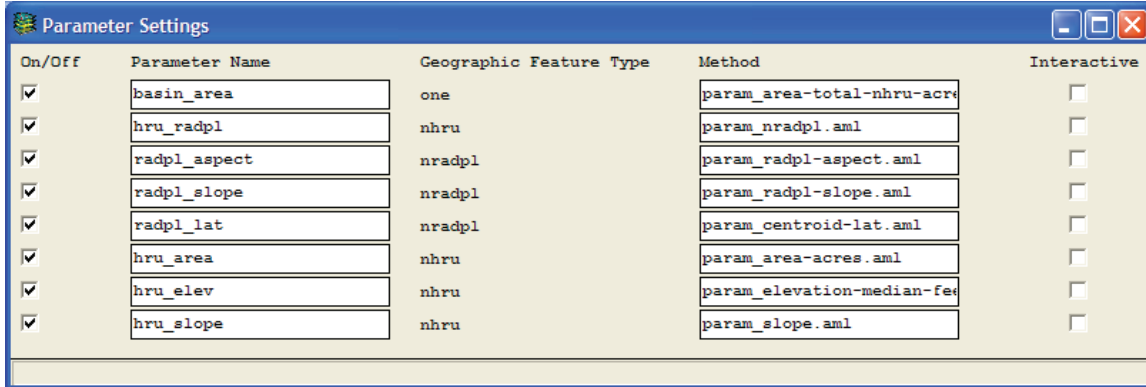 Parameter Settings
On/Off Parameter Name Geographic Feature Type Method Interactive
basin_area one param_area-total-nhru-acre
hru_radpl nhru param_nradpl.aml
radpl_aspect nradpl param_radpl-aspect.aml
radpl_slope nradpl param_radpl-slope.aml
radpl_lat nradpl param_centroid-lat.aml
hru_area nhru param_area-acres.aml
hru_elev nhru param_elevation-median-fee
hru_slope nhru param_slope.aml